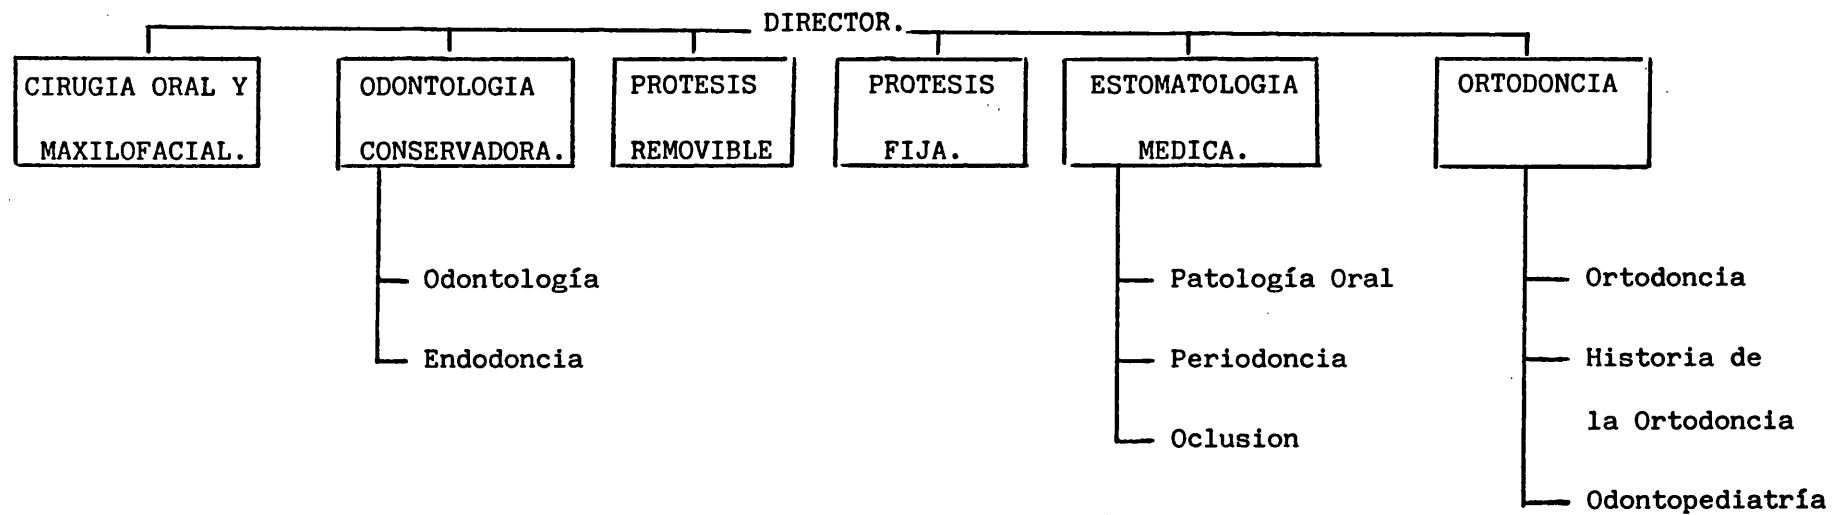 DIRECTOR.
CIRUGIA ORAL Y
MAXILOFACIAL.
ODONTOLOGIA
CONSERVADORA.
PROTESIS
REMOVIBLE
PROTESIS
FIJA.
ESTOMATOLOGIA
MEDICA.
ORTODONCIA
Odontología
Endodoncia
Patología Oral
Periodoncia
Oclusion
Ortodoncia
Historia de
la Ortodoncia
Odontopediatría